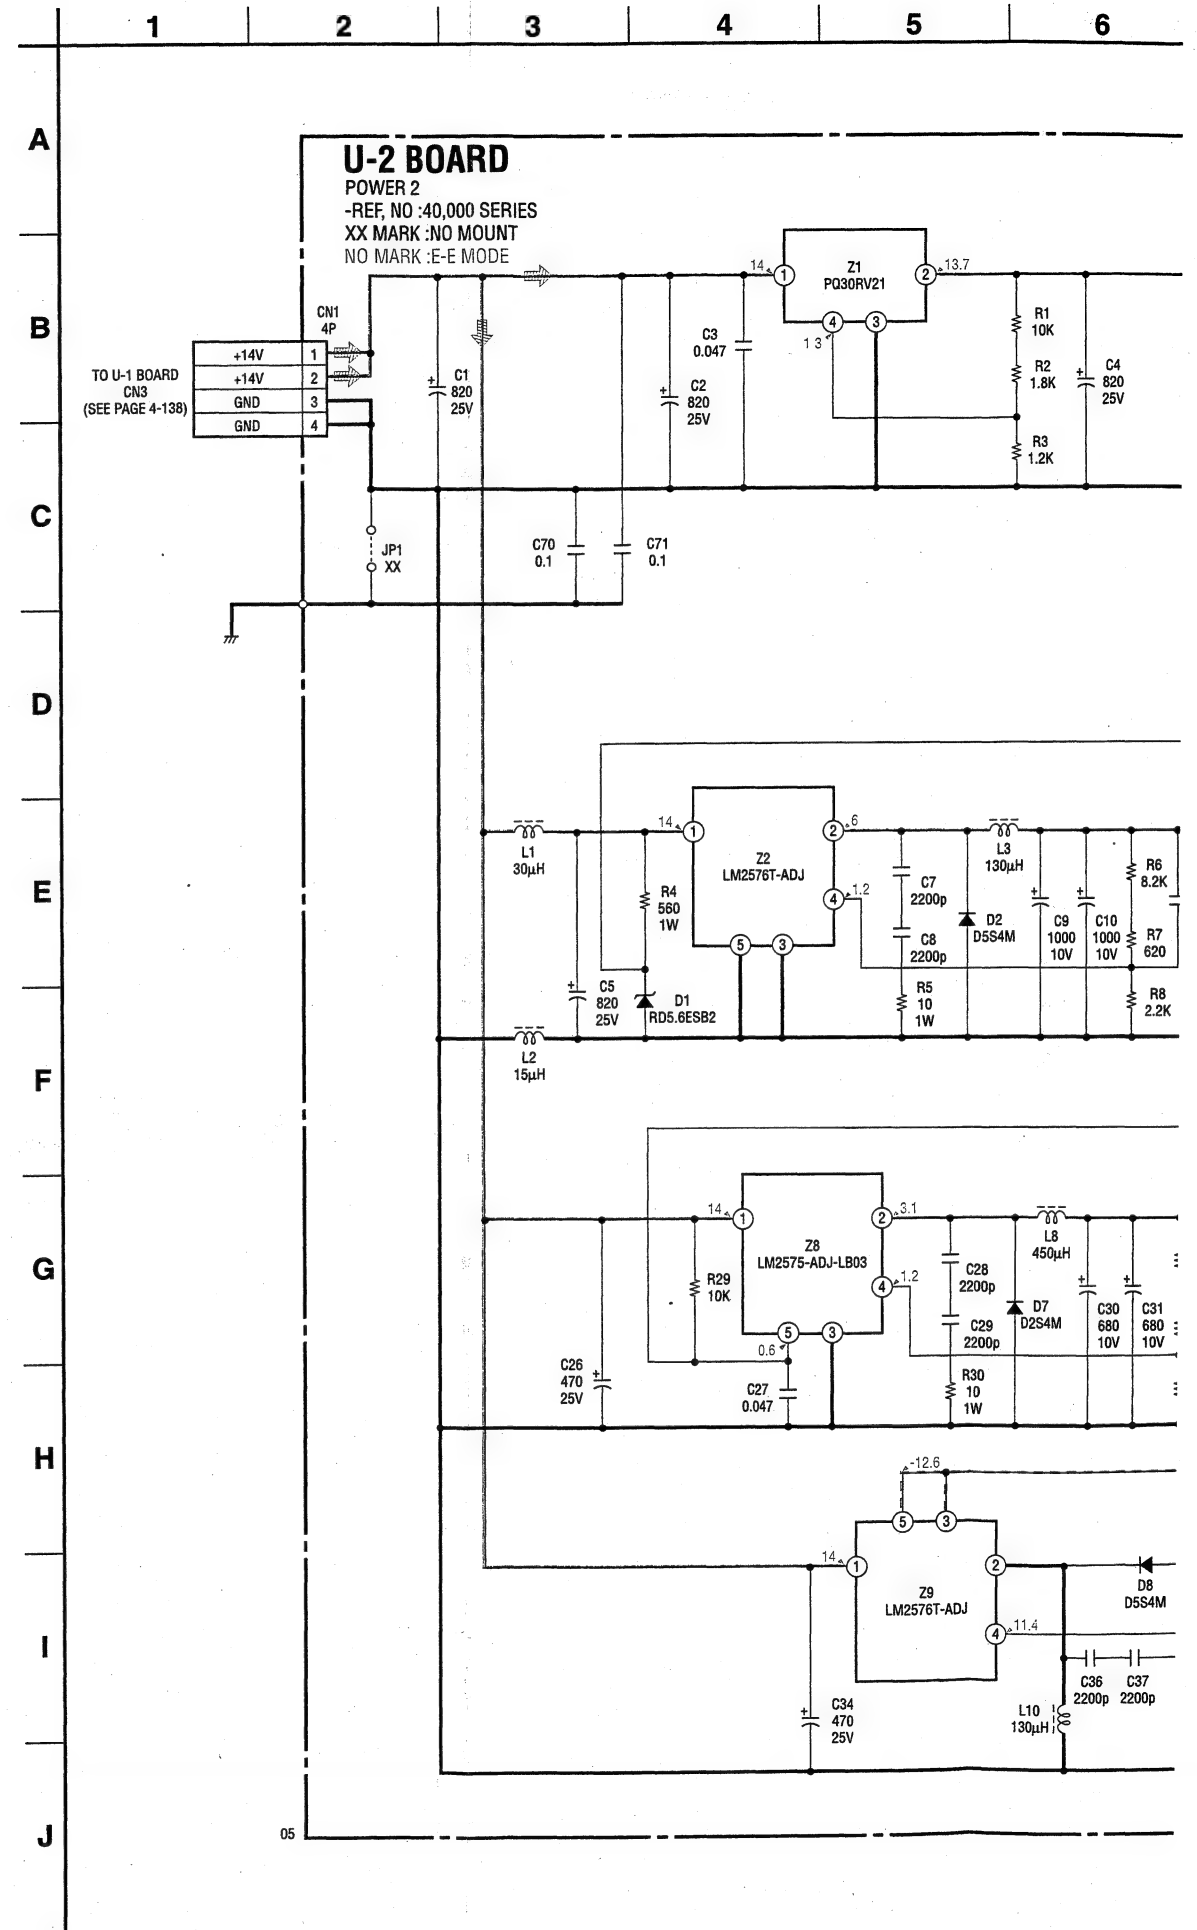 1 2 3 4 5 6
A
U-2 BOARD
POWER 2
-REF, NO :40,000 SERIES
XX MARK :NO MOUNT
NO MARK :E-E MODE
14
1
Z1
PQ30RV21
2
13.7
4
3
1 3
B
CN1
4P
TO U-1 BOARD
CN3
(SEE PAGE 4-138)
+14V 1
+14V 2
GND 3
GND 4
C1
820
25V
C2
820
25V
C3
0.047
R1
10K
R2
1.8K
R3
1.2K
C4
820
25V
C
JP1
XX
C70
0.1
C71
0.1
D
L1
30μH
14
1
Z2
LM2576T-ADJ
2
6
4
1.2
5
3
L3
130μH
E
R4
560
1W
C7
2200p
C8
2200p
D2
D5S4M
C9
1000
10V
C10
1000
10V
R6
8.2K
R7
620
C5
820
25V
D1
RD5.6ESB2
R5
10
1W
R8
2.2K
L2
15μH
F
14
1
Z8
LM2575-ADJ-LB03
2
3.1
4
1.2
5
3
0.6
L8
450μH
G
R29
10K
C28
2200p
C29
2200p
D7
D2S4M
C30
680
10V
C31
680
10V
C26
470
25V
C27
0.047
R30
10
1W
H
-12.6
5
3
14
1
Z9
LM2576T-ADJ
2
4
11.4
D8
D5S4M
I
C36
2200p
C37
2200p
C34
470
25V
L10
130μH
J
05